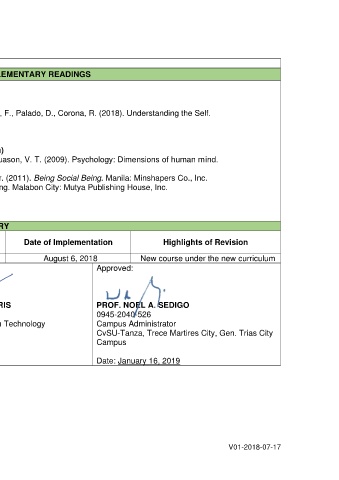 LEMENTARY READINGS
, F., Palado, D., Corona, R. (2018). Understanding the Self.
)
uason, V. T. (2009). Psychology: Dimensions of human mind.
r. (2011). Being Social Being. Manila: Minshapers Co., Inc.
ng. Malabon City: Mutya Publishing House, Inc.
RY
Date of Implementation Highlights of Revision
August 6, 2018 New course under the new curriculum
Approved:
RIS PROF. NOEL A. SEDIGO
0945-2040-526
Technology Campus Administrator
CvSU-Tanza, Trece Martires City, Gen. Trias City
Campus
Date: January 16, 2019
V01-2018-07-17